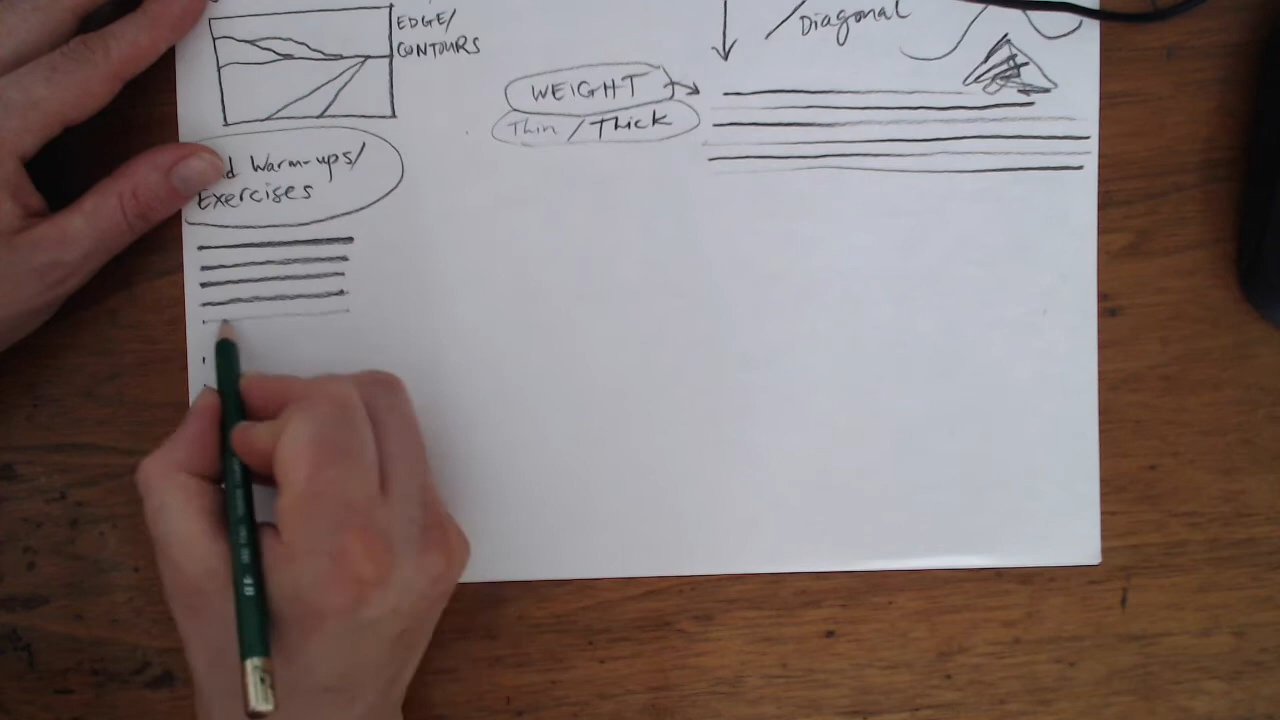 EDGE/
CONTOURS
Diagonal
WEIGHT
Thin / Thick
Warm-ups/
Exercises